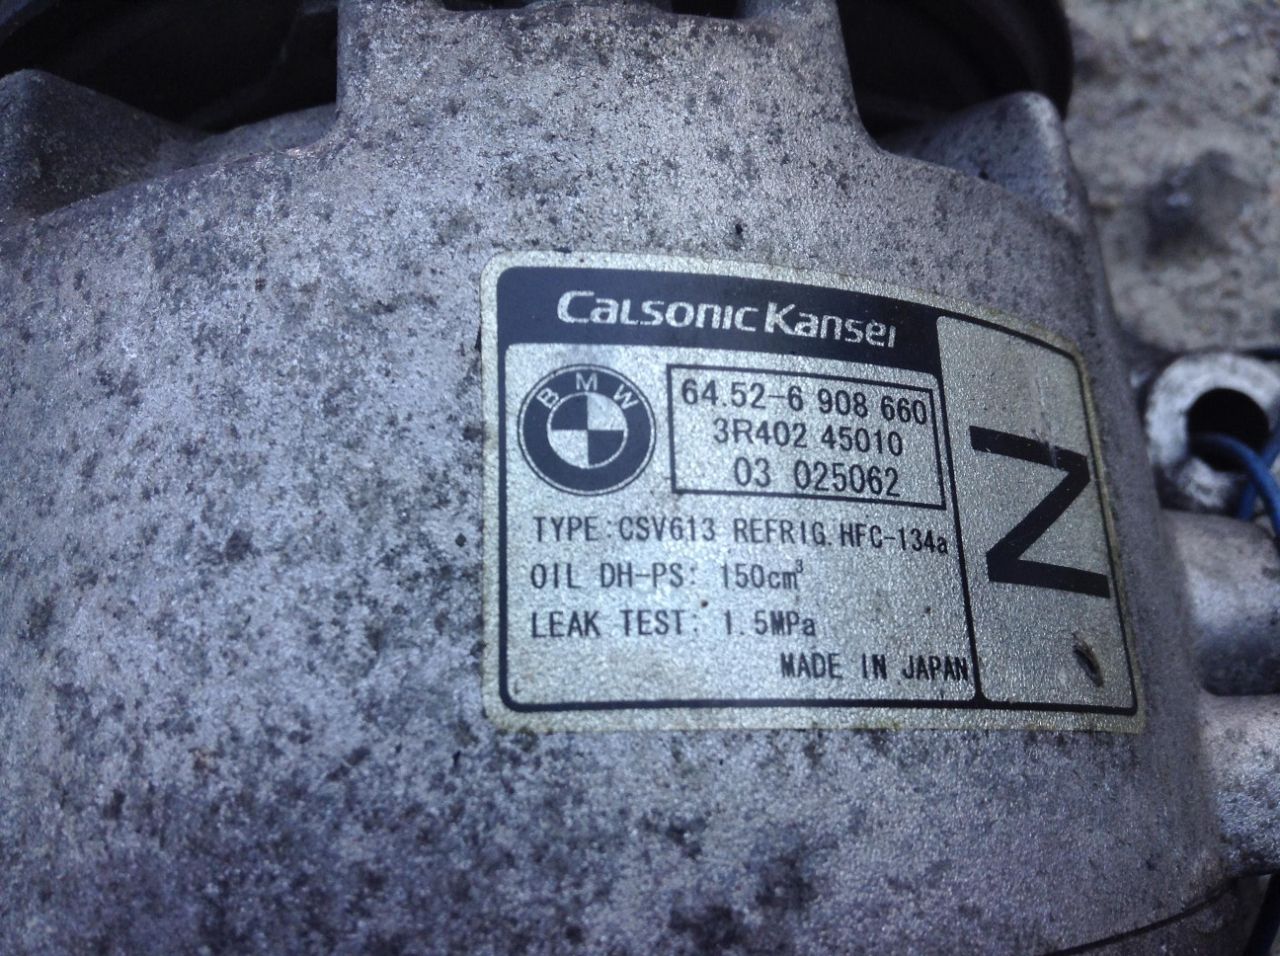 Calsonic Kansei
BMW
64.52-6 908 660
3R402 45010
03 025062
TYPE:CSV613 REFRIG.HFC-134a
OIL DH-PS: 150cm³
LEAK TEST: 1.5MPa
MADE IN JAPAN
Z